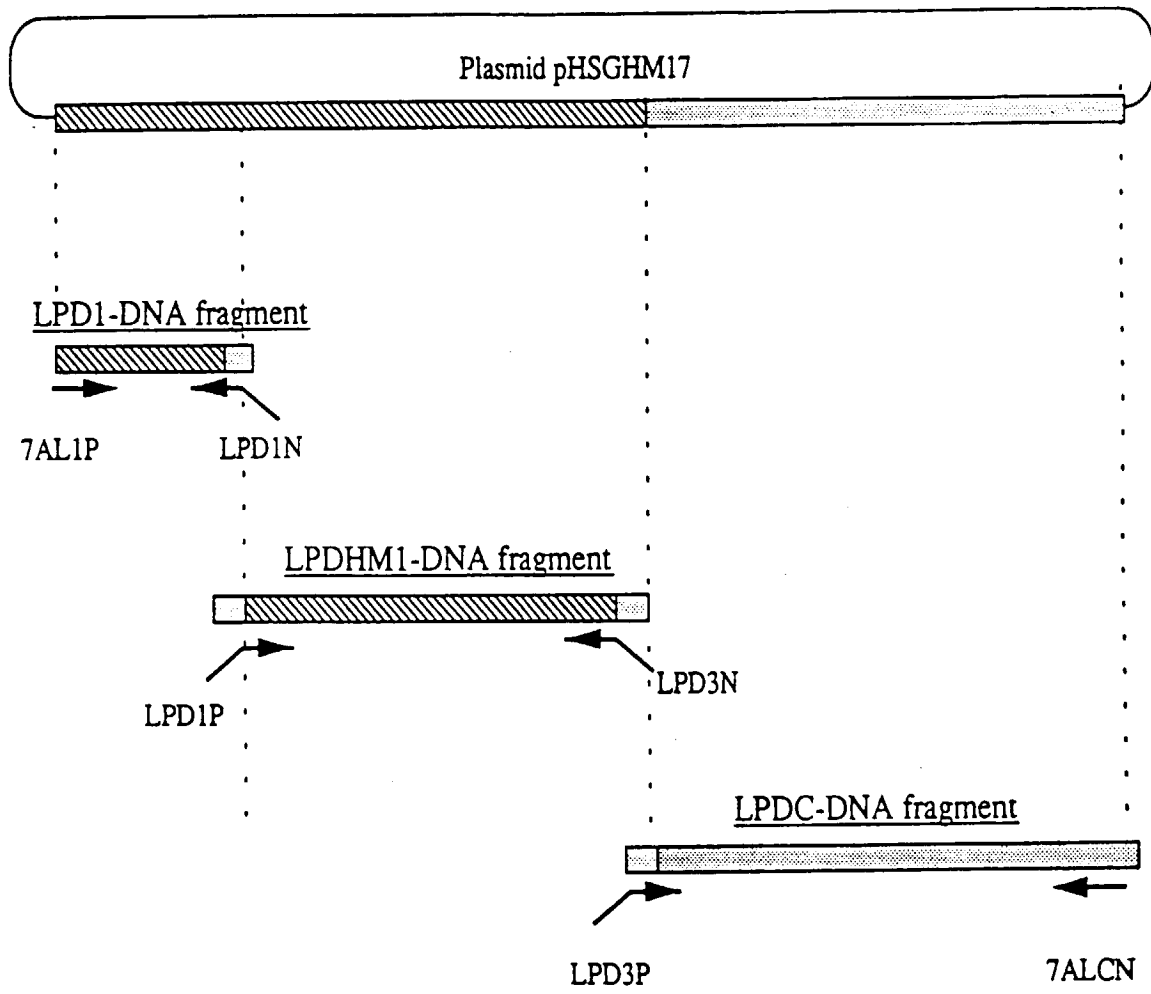 Plasmid pHSGHM17
LPD1-DNA fragment
7AL1P
LPD1N
LPDHM1-DNA fragment
LPD1P
LPD3N
LPDC-DNA fragment
LPD3P
7ALCN